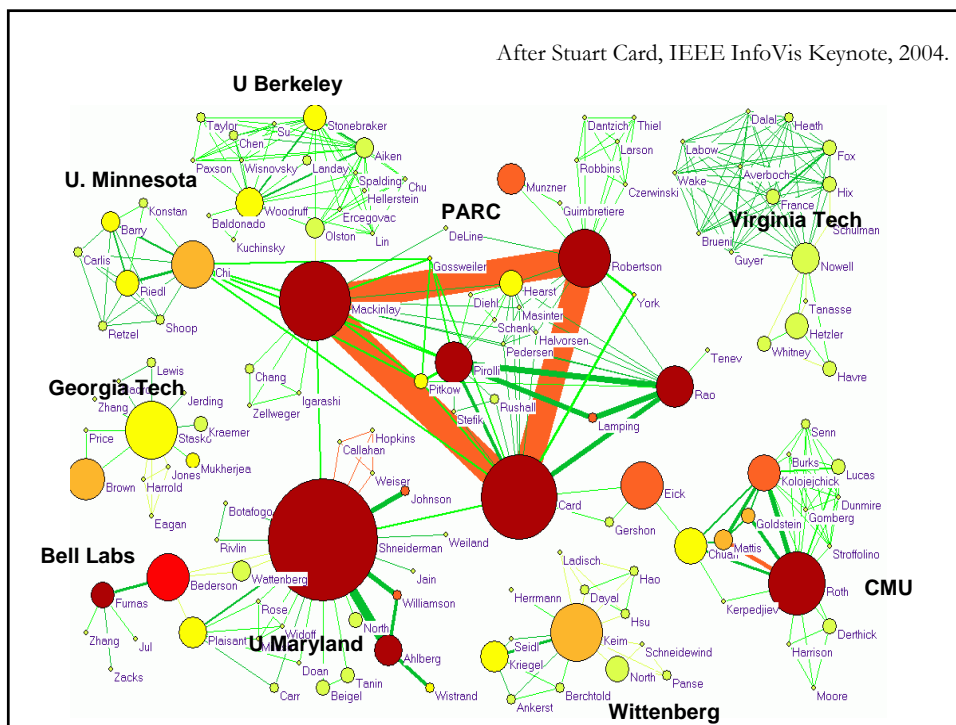 After Stuart Card, IEEE InfoVis Keynote, 2004.
U Berkeley
Taylor
Su
Stonebraker
Chen
Aiken
Paxson
Wisnovsky
Landay
Spalding
Chu
Hellerstein
Woodruff
Ercegovac
Baldonado
Olston
Lin
Kuchinsky
Dantzich
Thiel
Larson
Robbins
Czerwinski
Munzner
Guimbretiere
PARC
DeLine
Robertson
Gossweiler
Dalal
Heath
Labow
Fox
Wake
Averboch
Hix
France
Virginia Tech
Schulman
Brueni
Guyer
Nowell
Tanasse
Hetzler
Whitney
Havre
U. Minnesota
Konstan
Barry
Carlis
Chi
Riedl
Retzel
Shoop
Mackinlay
Hearst
York
Diehl
Masinter
Schank
Halvorsen
Pedersen
Pirolli
Pitkow
Tenev
Rao
Rushall
Stefik
Lamping
Chang
Igarashi
Zellweger
Georgia Tech
Lewis
Zhang
Jerding
Price
Stasko
Kraemer
Mukherjea
Jones
Brown
Harrold
Eagan
Hopkins
Callahan
Weiser
Johnson
Card
Eick
Gershon
Botafogo
Shneiderman
Weiland
Rivlin
Jain
Senn
Burks
Lucas
Kolojejchick
Dunmire
Goldstein
Gomberg
Mattis
Chuah
Stroffolino
Roth
CMU
Kerpedjiev
Derthick
Harrison
Moore
Bell Labs
Bederson
Wattenberg
Furnas
Williamson
Rose
Plaisant
Widoff
North
Zhang
Jul
U Maryland
Ahlberg
Zacks
Doan
Tanin
Wistrand
Carr
Beigel
Ladisch
Hao
Herrmann
Dayal
Hsu
Keim
Seidl
Schneidewind
Kriegel
North
Panse
Berchtold
Ankerst
Wittenberg